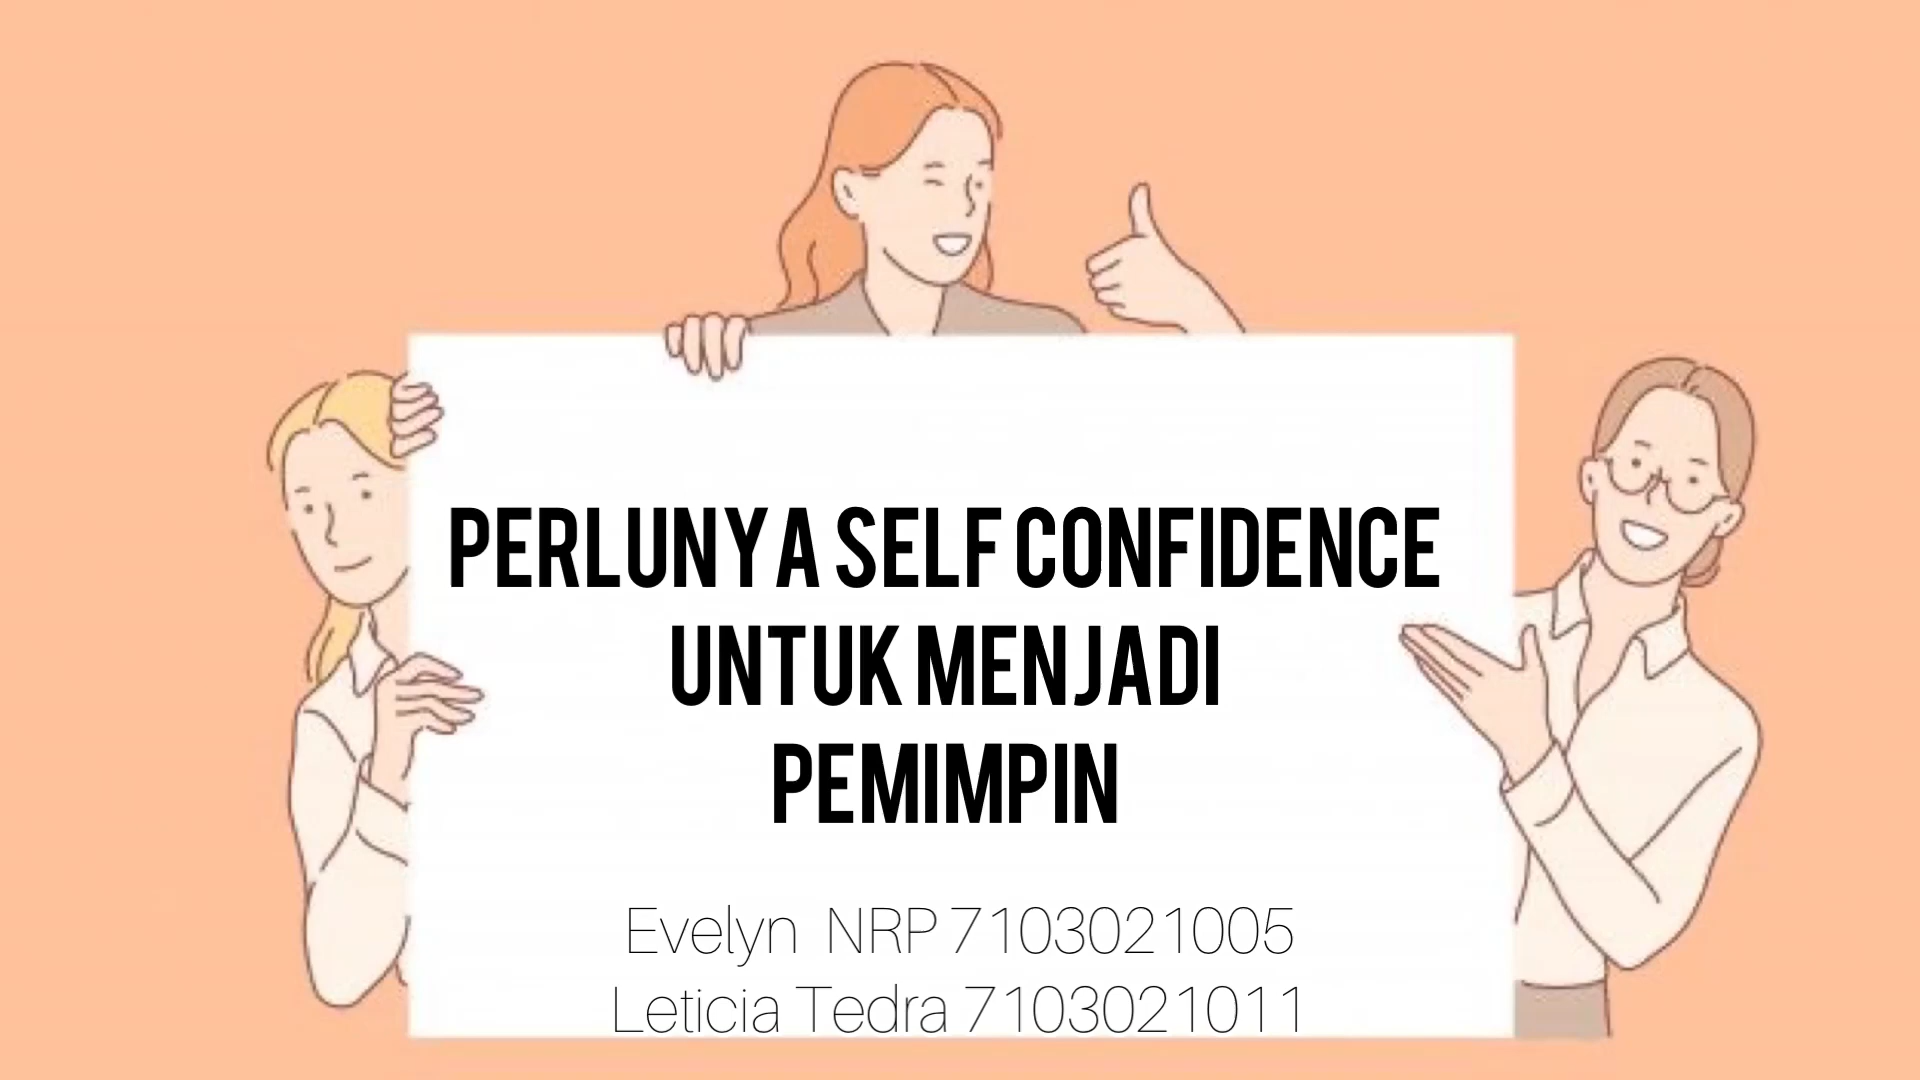 PERLUNYA SELF CONFIDENCE
UNTUK MENJADI
PEMIMPIN
Evelyn NRP 7103021005
Leticia Tedra 7103021011